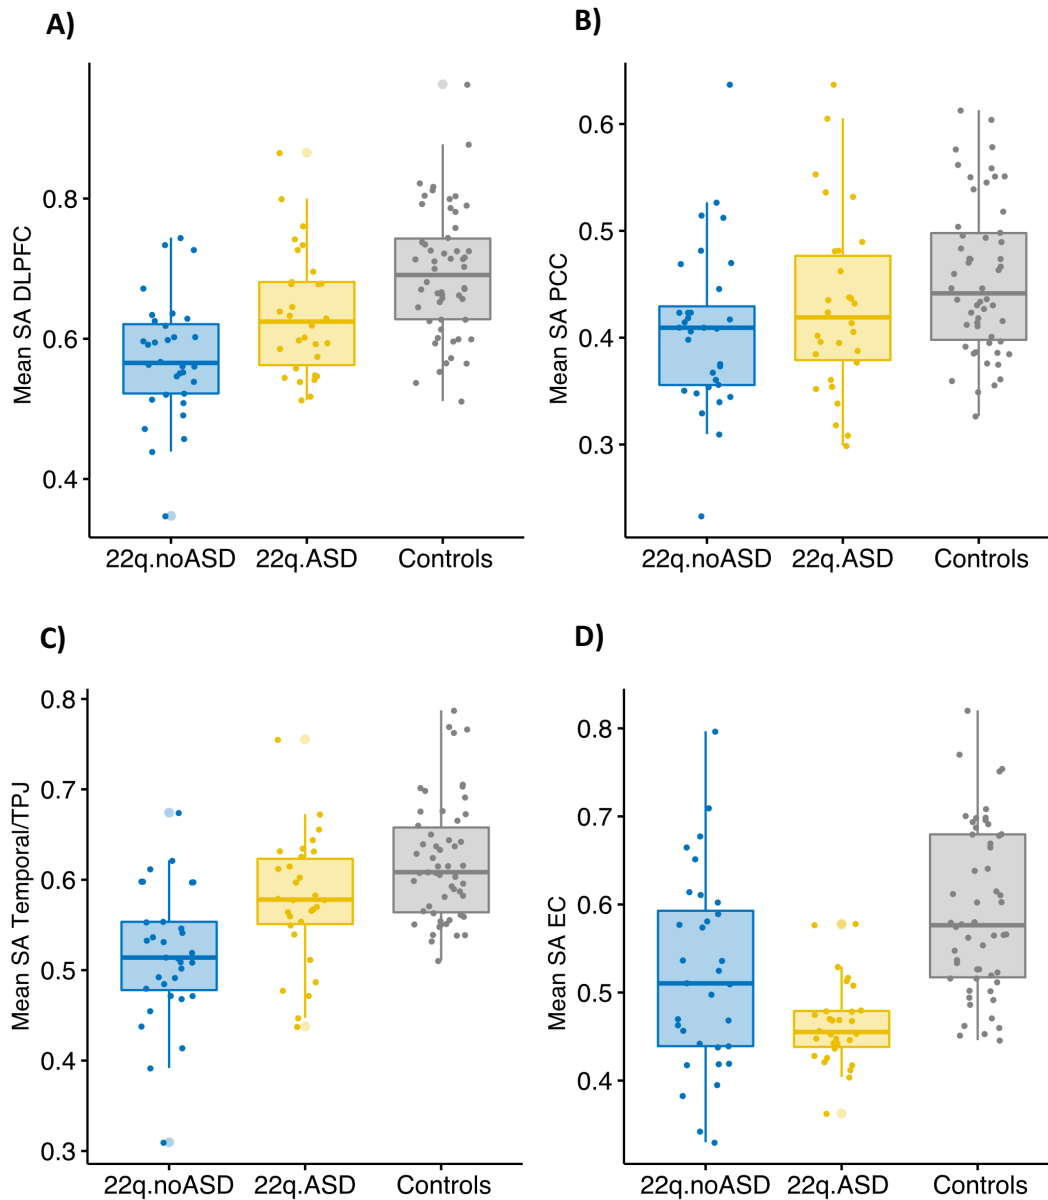 A)
Mean SA DLPFC
0.8
0.6
0.4
22q.noASD 22q.ASD Controls
B)
Mean SA PCC
0.6
0.5
0.4
0.3
22q.noASD 22q.ASD Controls
C)
Mean SA Temporal/TPJ
0.8
0.7
0.6
0.5
0.4
0.3
22q.noASD 22q.ASD Controls
D)
Mean SA EC
0.8
0.7
0.6
0.5
0.4
22q.noASD 22q.ASD Controls